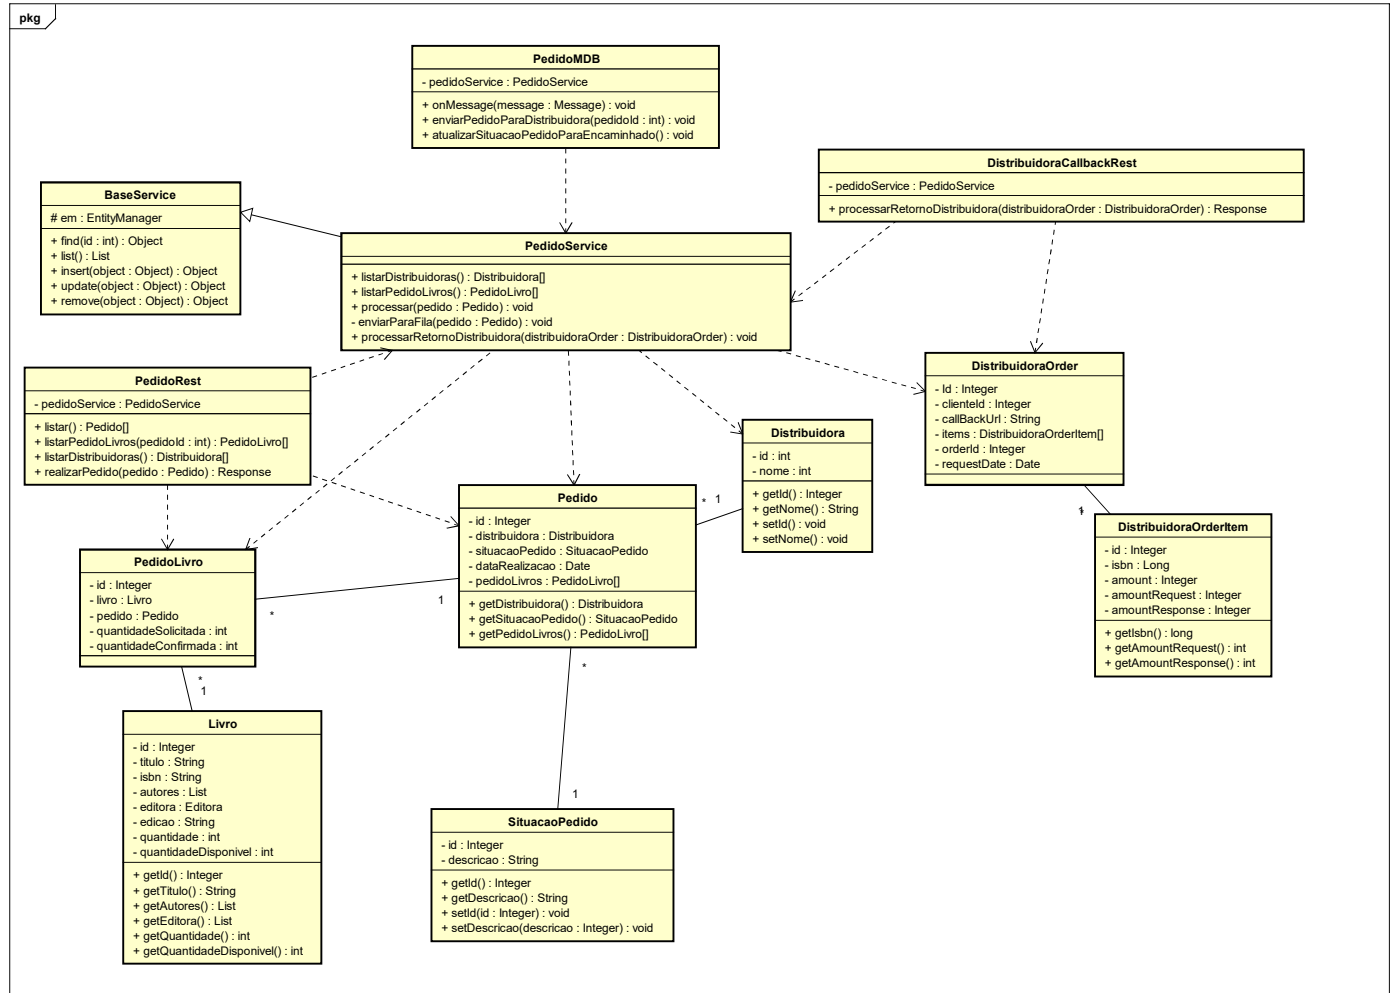 pkg
PedidoMDB
- pedidoService : PedidoService
+ onMessage(message : Message) : void
+ enviarPedidoParaDistribuidora(pedidoId : int) : void
+ atualizarSituacaoPedidoParaEncaminhado() : void
DistribuidoraCallbackRest
- pedidoService : PedidoService
+ processarRetornoDistribuidora(distribuidoraOrder : DistribuidoraOrder) : Response
BaseService
# em : EntityManager
+ find(id : int) : Object
+ list() : List
+ insert(object : Object) : Object
+ update(object : Object) : Object
+ remove(object : Object) : Object
PedidoService
+ listarDistribuidoras() : Distribuidora[]
+ listarPedidoLivros() : PedidoLivro[]
+ processar(pedido : Pedido) : void
- enviarParaFila(pedido : Pedido) : void
+ processarRetornoDistribuidora(distribuidoraOrder : DistribuidoraOrder) : void
PedidoRest
- pedidoService : PedidoService
+ listar() : Pedido[]
+ listarPedidoLivros(pedidoId : int) : PedidoLivro[]
+ listarDistribuidoras() : Distribuidora[]
+ realizarPedido(pedido : Pedido) : Response
DistribuidoraOrder
- Id : Integer
- clienteId : Integer
- callBackUrl : String
- items : DistribuidoraOrderItem[]
- orderId : Integer
- requestDate : Date
Distribuidora
- id : int
- nome : int
+ getId() : Integer
+ getNome() : String
+ setId() : void
+ setNome() : void
* 1
Pedido
- id : Integer
- distribuidora : Distribuidora
- situacaoPedido : SituacaoPedido
- dataRealizacao : Date
- pedidoLivros : PedidoLivro[]
+ getDistribuidora() : Distribuidora
+ getSituacaoPedido() : SituacaoPedido
+ getPedidoLivros() : PedidoLivro[]
DistribuidoraOrderItem
- id : Integer
- isbn : Long
- amount : Integer
- amountRequest : Integer
- amountResponse : Integer
+ getIsbn() : long
+ getAmountRequest() : int
+ getAmountResponse() : int
PedidoLivro
- id : Integer
- livro : Livro
- pedido : Pedido
- quantidadeSolicitada : int
- quantidadeConfirmada : int
1
*
*
1
*
1
Livro
- id : Integer
- titulo : String
- isbn : String
- autores : List
- editora : Editora
- edicao : String
- quantidade : int
- quantidadeDisponivel : int
+ getId() : Integer
+ getTitulo() : String
+ getAutores() : List
+ getEditora() : List
+ getQuantidade() : int
+ getQuantidadeDisponivel() : int
SituacaoPedido
- id : Integer
- descricao : String
+ getId() : Integer
+ getDescricao() : String
+ setId(id : Integer) : void
+ setDescricao(descricao : Integer) : void